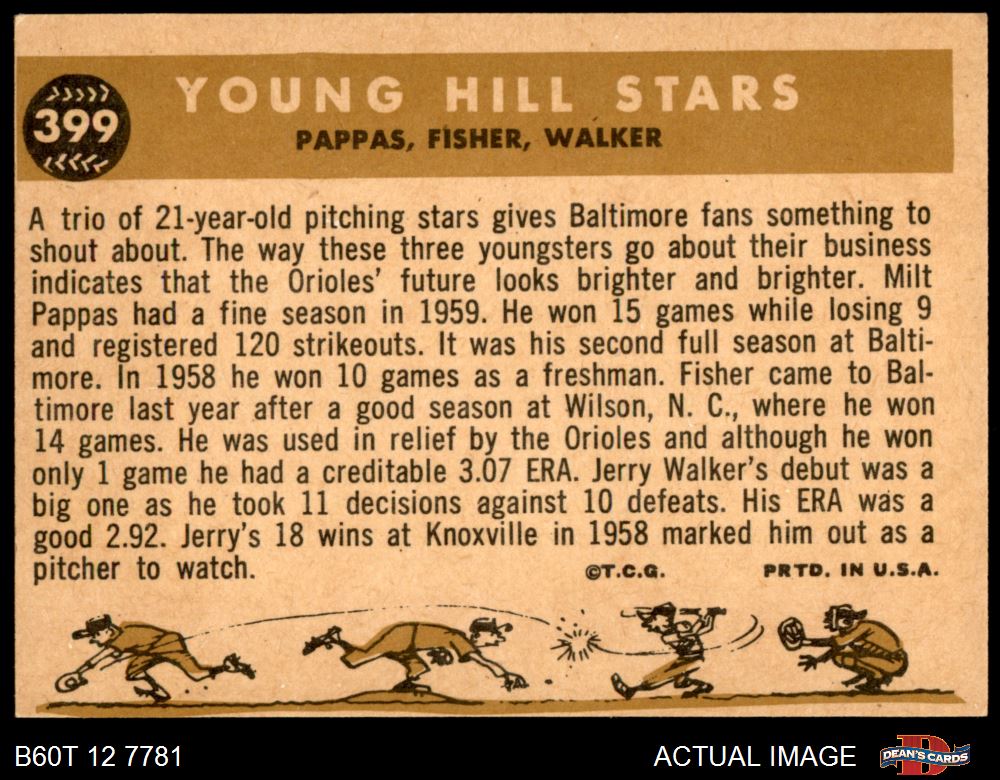 399
YOUNG HILL STARS
PAPPAS, FISHER, WALKER
A trio of 21-year-old pitching stars gives Baltimore fans something to
shout about. The way these three youngsters go about their business
indicates that the Orioles' future looks brighter and brighter. Milt
Pappas had a fine season in 1959. He won 15 games while losing 9
and registered 120 strikeouts. It was his second full season at Balti-
more. In 1958 he won 10 games as a freshman. Fisher came to Bal-
timore last year after a good season at Wilson, N. C., where he won
14 games. He was used in relief by the Orioles and although he won
only 1 game he had a creditable 3.07 ERA. Jerry Walker's debut was a
big one as he took 11 decisions against 10 defeats. His ERA was a
good 2.92. Jerry's 18 wins at Knoxville in 1958 marked him out as a
pitcher to watch.
©T.C.G. PRTD. IN U.S.A.
B60T 12 7781
ACTUAL IMAGE
DEAN'S CARDS